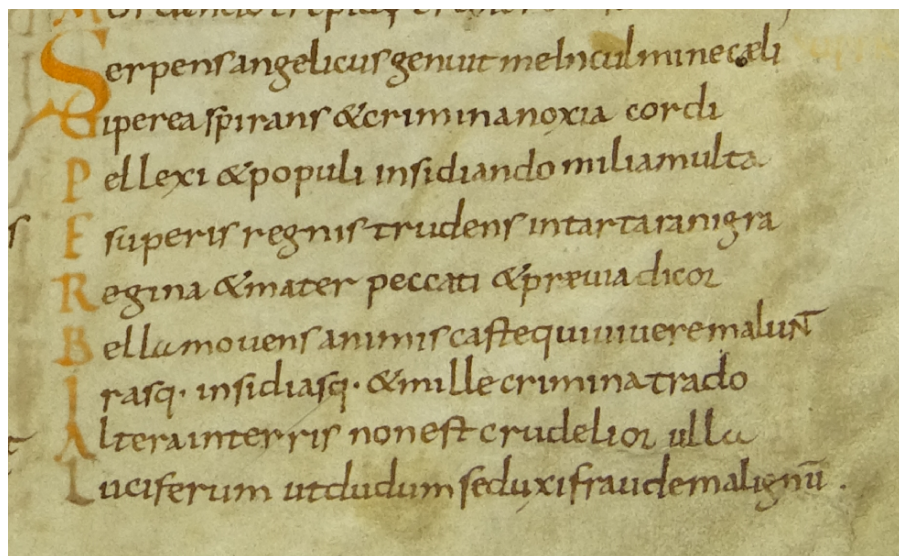 Serpens angelicus genuit me In culmine cæli
Uiperea spirans & crimina noxia cordi
Pellexi & populi insidiando milia multa
E superis regnis trudens in tartara nigra
Regina & mater peccati & præuia dicor
Bella mouens animis caste qui uiuere malunt
Irasq· insidiasq· & mille crimina trado
Altera in terris non est crudelior ulla
Luciferum ut dudum seduxi fraude malignū .